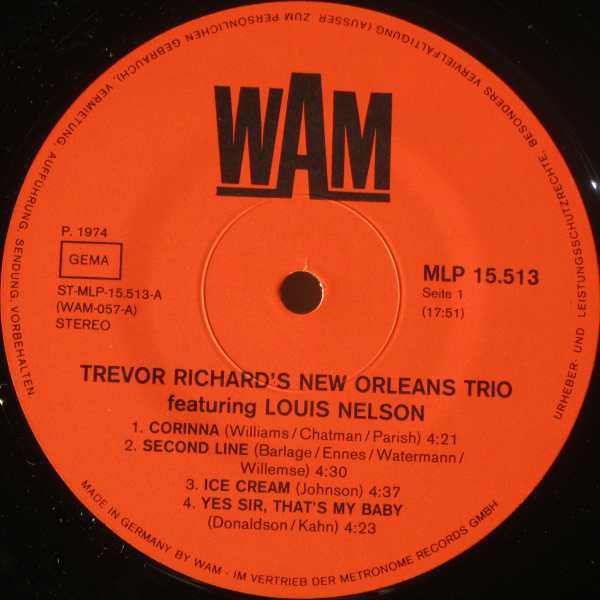 URHEBER- UND LEISTUNGSSCHUTZRECHTE, BESONDERS VERVIELFÄLTIGUNG (AUSSER ZUM PERSÖNLICHEN GEBRAUCH), VERMIETUNG, AUFFÜHRUNG, SENDUNG, VORBEHALTEN
WAM
P. 1974
GEMA
ST-MLP-15.513-A
(WAM-057-A)
STEREO
MLP 15.513
Seite 1
(17:51)
TREVOR RICHARD'S NEW ORLEANS TRIO
featuring LOUIS NELSON
1. CORINNA (Williams/Chatman/Parish) 4:21
2. SECOND LINE (Barlage/Ennes/Watermann/
Willemse) 4:30
3. ICE CREAM (Johnson) 4:37
4. YES SIR, THAT'S MY BABY
(Donaldson/Kahn) 4:23
MADE IN GERMANY BY WAM - IM VERTRIEB DER METRONOME RECORDS GMBH